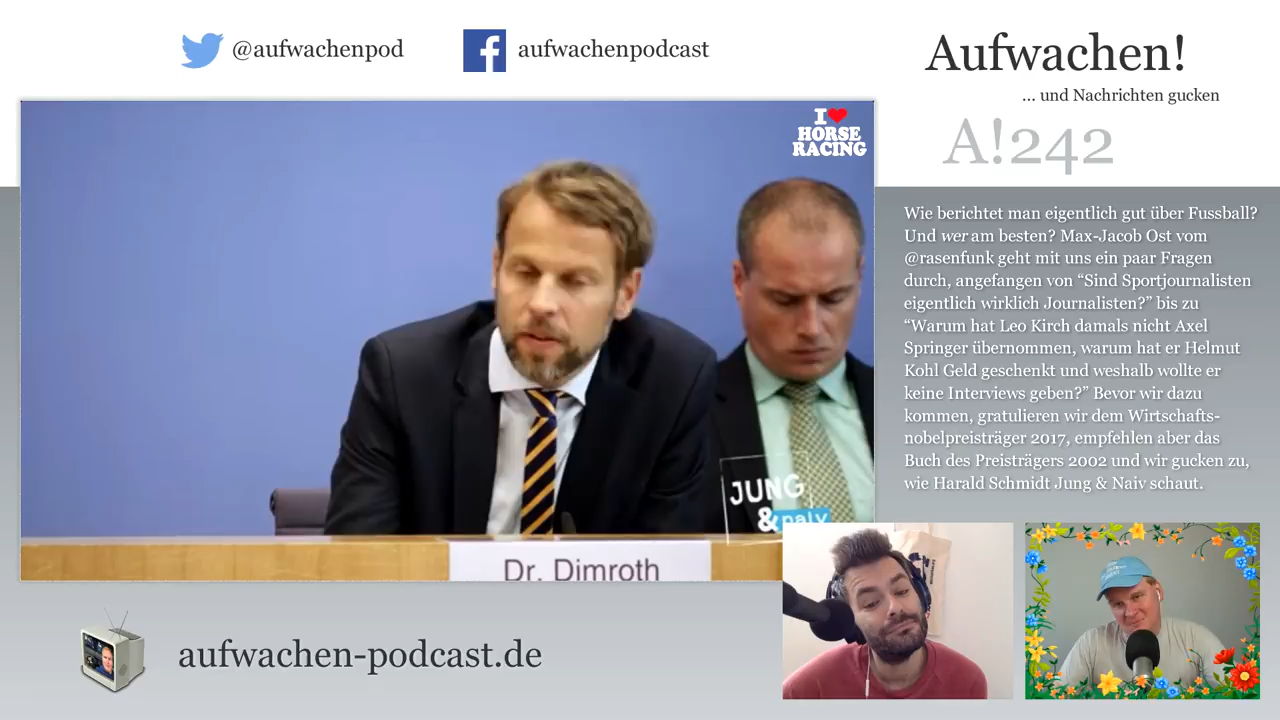 @aufwachenpod
aufwachenpodcast
Aufwachen!
... und Nachrichten gucken
A!242
I
HORSE
RACING
Wie berichtet man eigentlich gut über Fussball?
Und wer am besten? Max-Jacob Ost vom
@rasenfunk geht mit uns ein paar Fragen
durch, angefangen von “Sind Sportjournalisten
eigentlich wirklich Journalisten?” bis zu
“Warum hat Leo Kirch damals nicht Axel
Springer übernommen, warum hat er Helmut
Kohl Geld geschenkt und weshalb wollte er
keine Interviews geben?” Bevor wir dazu
kommen, gratulieren wir dem Wirtschafts-
nobelpreisträger 2017, empfehlen aber das
Buch des Preisträgers 2002 und wir gucken zu,
wie Harald Schmidt Jung & Naiv schaut.
JUNG
& naiv
Dr. Dimroth
aufwachen-podcast.de